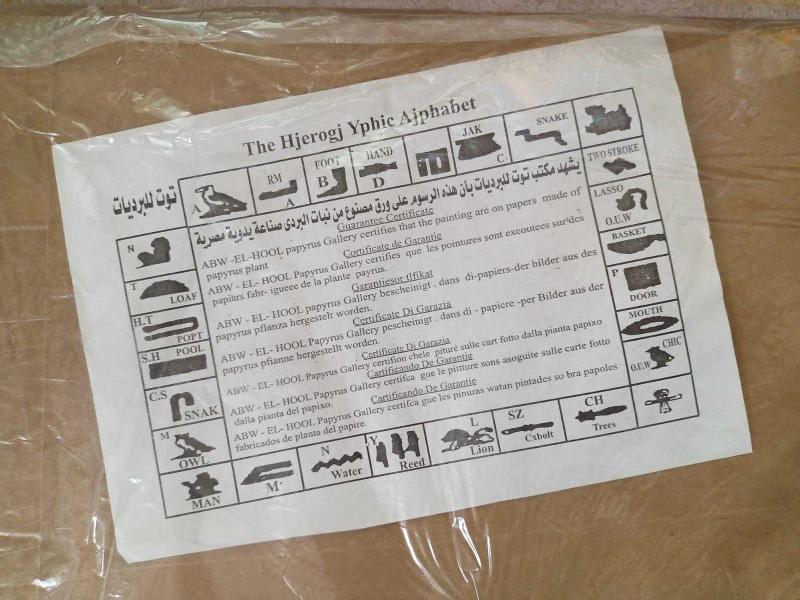 The Hjerogj Yphic Ajphabet
توت للبرديات
A
RM
A
FOOT
B
HAND
D
JAK
C.
SNAKE
يشهد مكتب توت للبرديات بأن هذه الرسوم على ورق مصنوع من نبات البردى صناعة يدوية مصرية
Guarantee Certificate
ABW -EL-HOOL papyrus Gallery certifies that the painting are on papers made of
papyrus plant
Cortificate de Garantie
ABW - EL- HOOL Papyrus Gallery certifies que les pointures sont exooutees sur des
papiars fabr- igueee de la plante payrus.
Garantiesor tlfikat
ABW - EL- HOOL papyrus Gallery bescheinigt . dans di-papiers-der bilder aus des
papyrus pflanza hergestelt worden.
Certificate Di Garazia
ABW - EL- HOOL Papyrus Gallery pescheinigt . dans di - papiere -per Bilder aus der
papyrus pfianne hergestellt worden.
Certificate Di Garazia
ABW - EL- HOOL Papyrus Gallery certifion chele piture sulle cart fotto dalla pianta papixo
dalla pianta del papixo.
Cartificando De Garantie
ABW - EL- HOOL Papyrus Gallery certifca gue le pinture sons asoguite sulle carte fotto
Cartificando De Garantie
ABW - EL- HOOL Papyrus Gallery certifca gue les pinuras watan pintades so bra papoles
fabricados de planta del papire.
N
T
LOAF
H.T
POPT
S.H POOL
C.S
SNAK
M
OWL
MAN
M
N
Water
Y
Reed
L
Lion
SZ
Cxbolt
CH
Trees
TWO STROKE
LASSO
O.U.W
BASKET
P
DOOR
MOUTH
CHIC
O.U.W